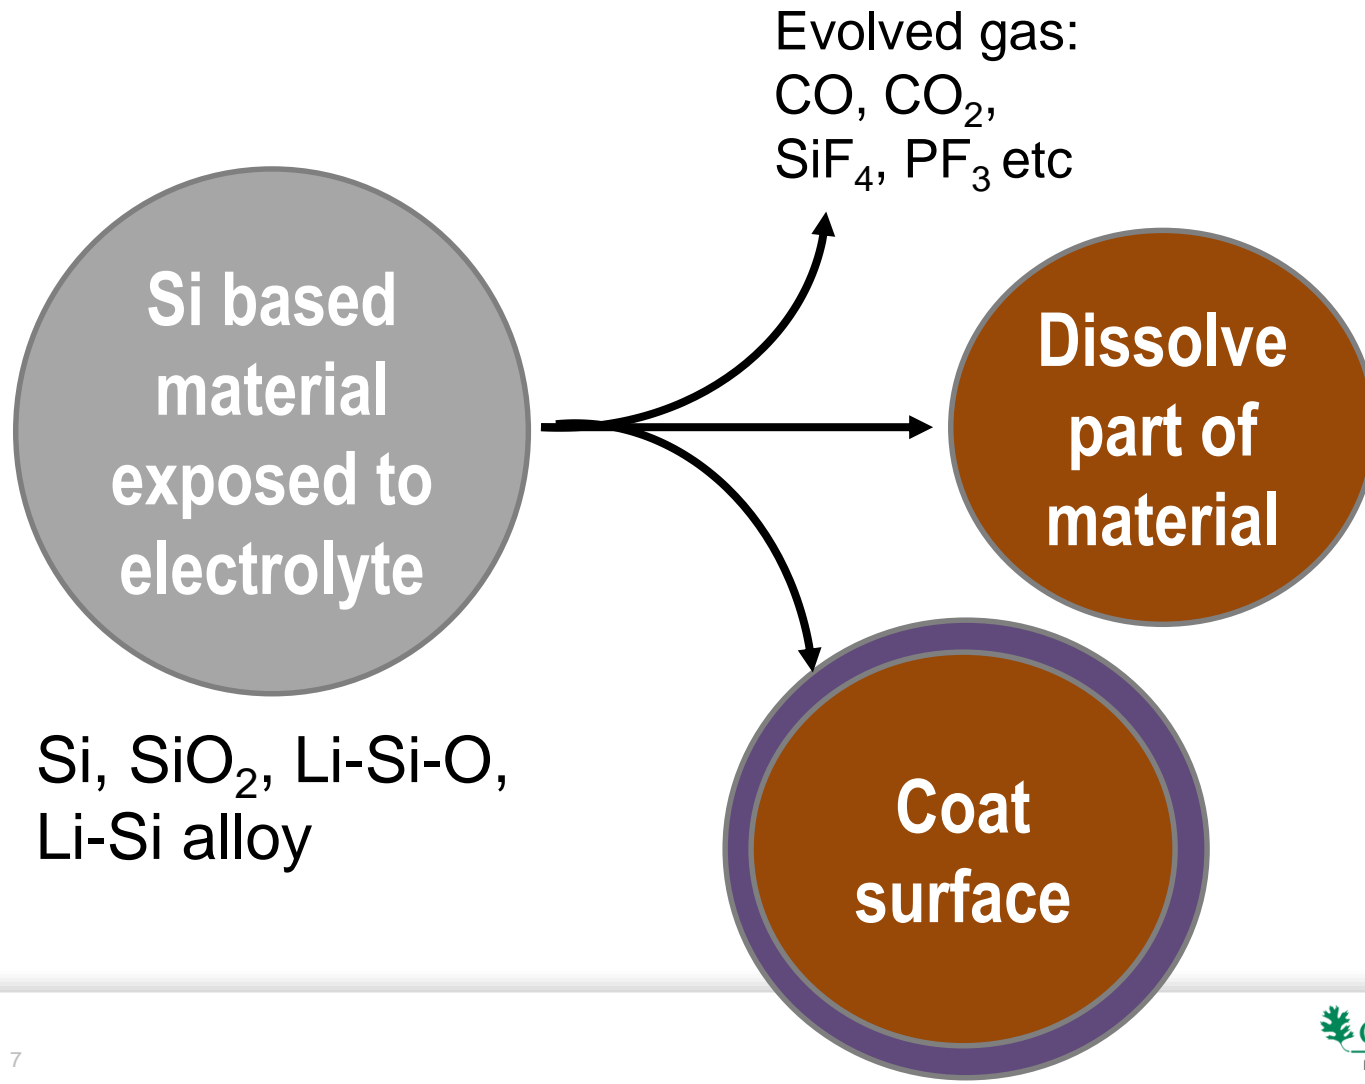 Evolved gas:
CO, CO₂,
SiF₄, PF₃ etc
Si based
material
exposed to
electrolyte
Dissolve
part of
material
Si, SiO₂, Li-Si-O,
Li-Si alloy
Coat
surface
7